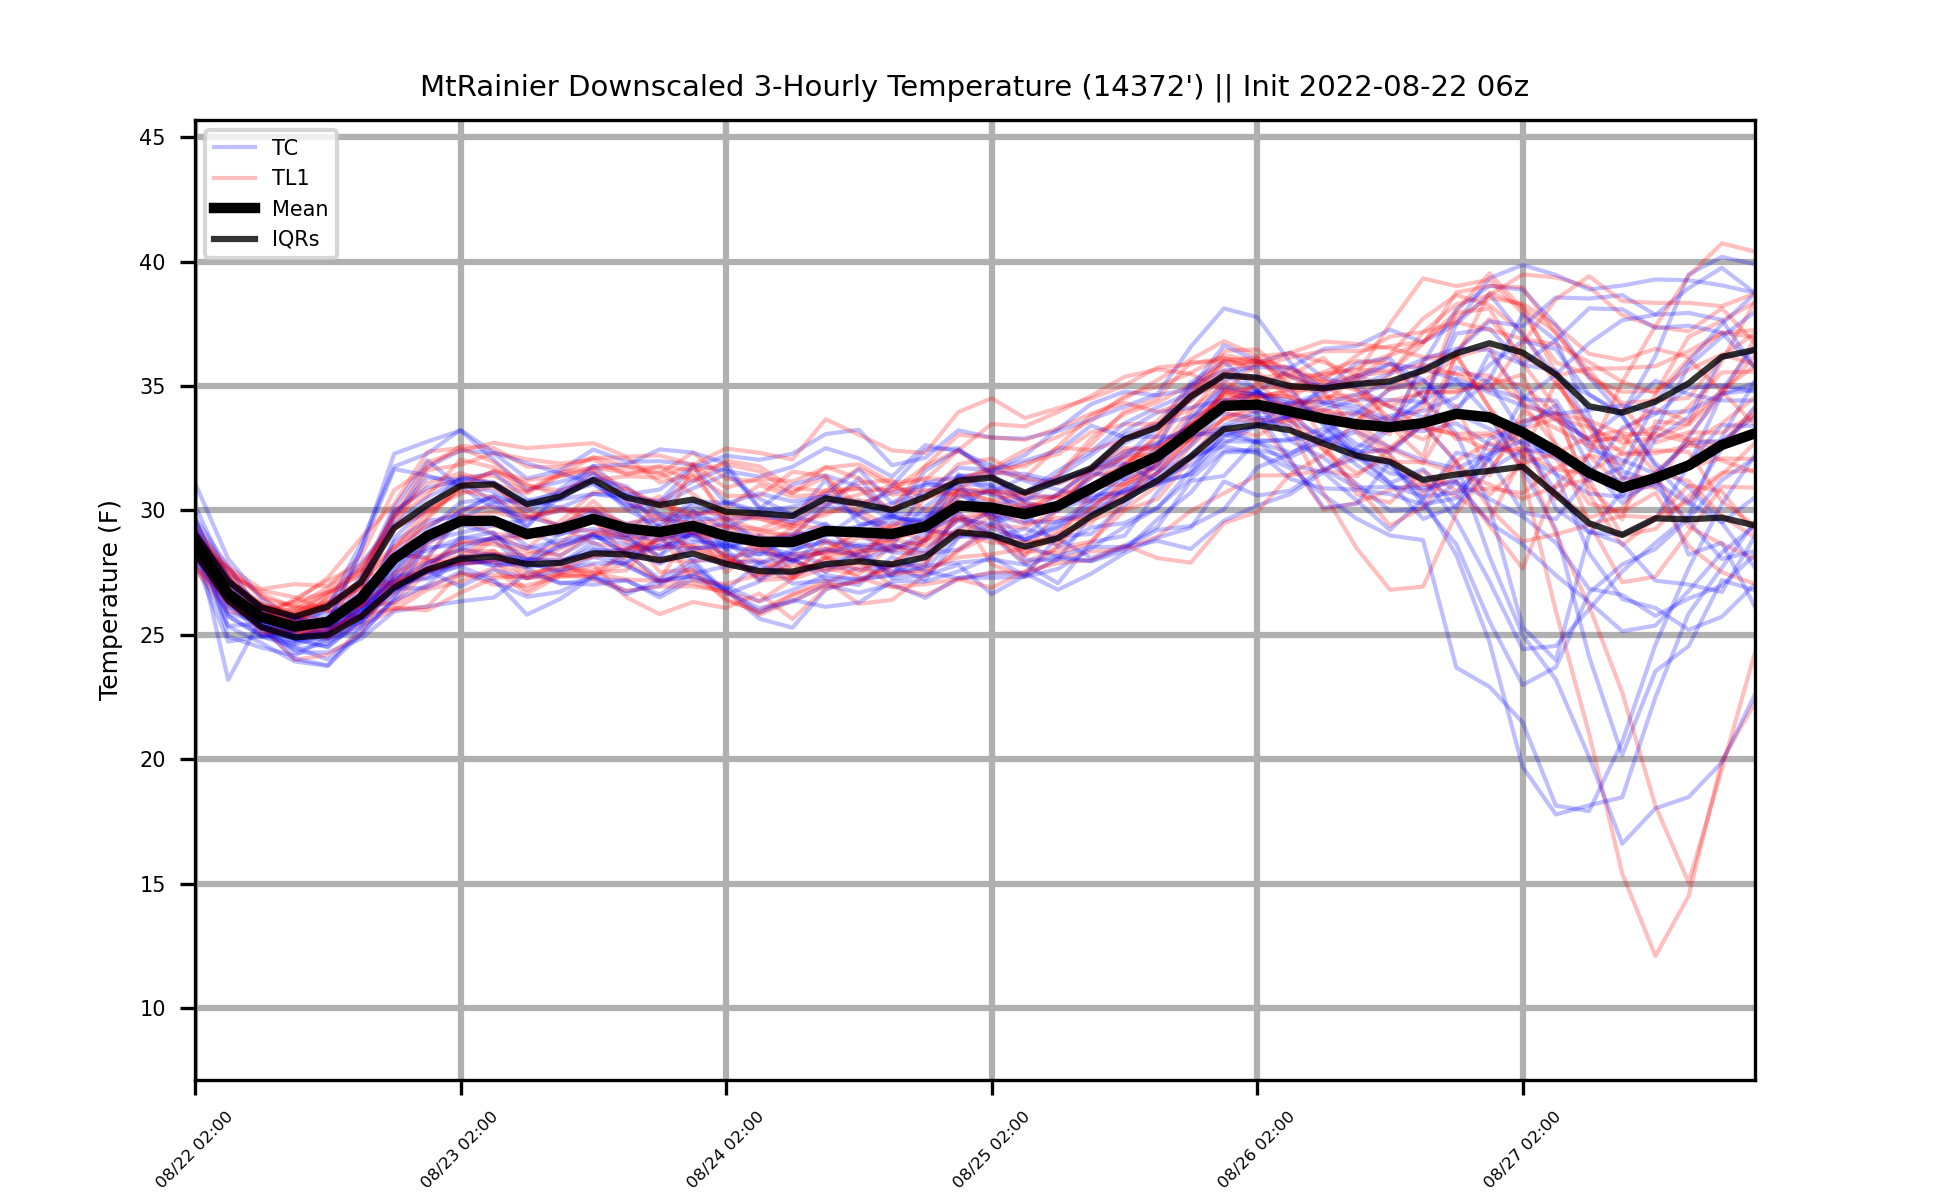 MtRainier Downscaled 3-Hourly Temperature (14372') || Init 2022-08-22 06z
TC
TL1
Mean
IQRs
Temperature (F)
45
40
35
30
25
20
15
10
08/22 02:00
08/23 02:00
08/24 02:00
08/25 02:00
08/26 02:00
08/27 02:00